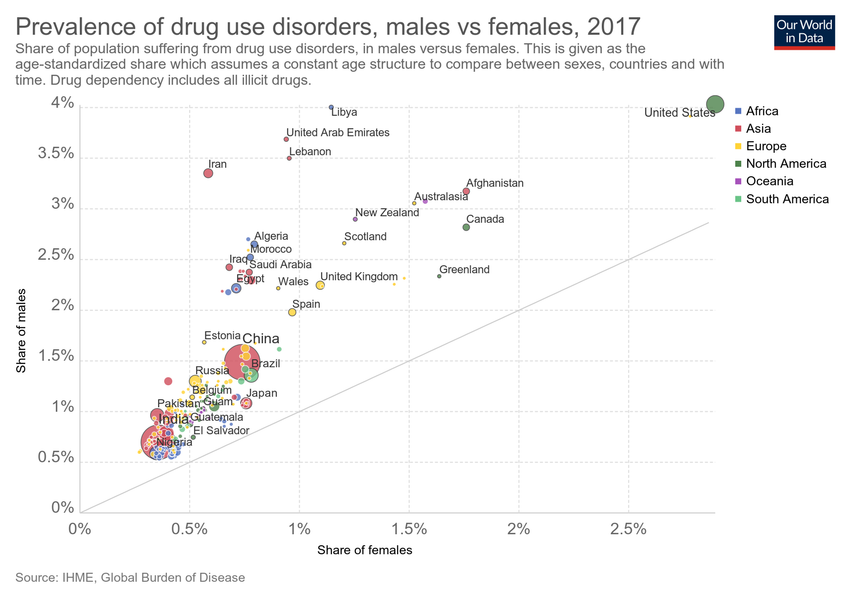 Prevalence of drug use disorders, males vs females, 2017
Share of population suffering from drug use disorders, in males versus females. This is given as the
age-standardized share which assumes a constant age structure to compare between sexes, countries and with
time. Drug dependency includes all illicit drugs.
Our World
in Data
4%
3.5%
3%
2.5%
2%
1.5%
1%
0.5%
0%
Share of males
Libya
United States
United Arab Emirates
Lebanon
Iran
Afghanistan
Australasia
New Zealand
Canada
Algeria
Scotland
Morocco
Iraq
Saudi Arabia
Greenland
Egypt
Wales
United Kingdom
Spain
Estonia
China
Brazil
Russia
Belgium
Japan
Pakistan
Guam
India
Guatemala
El Salvador
Nigeria
0%
0.5%
1%
1.5%
2%
2.5%
Share of females
Africa
Asia
Europe
North America
Oceania
South America
Source: IHME, Global Burden of Disease